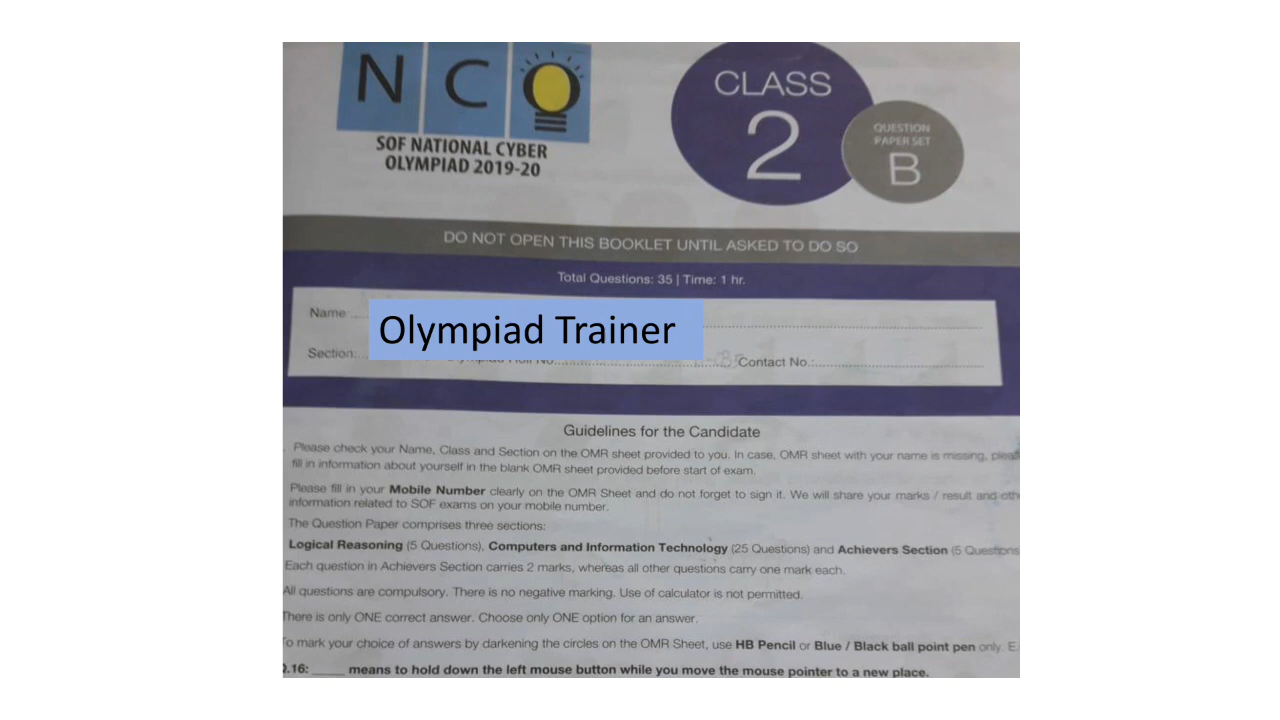 NCO
SOF NATIONAL CYBER
OLYMPIAD 2019-20
CLASS
2
QUESTION
PAPER SET
B
DO NOT OPEN THIS BOOKLET UNTIL ASKED TO DO SO
Total Questions: 35 | Time: 1 hr.
Name:
Olympiad Trainer
Section: Contact No.:
Guidelines for the Candidate
Please check your Name, Class and Section on the OMR sheet provided to you. In case, OMR sheet with your name is missing,
fill in information about yourself in the blank OMR sheet provided before start of exam.
Please fill in your Mobile Number clearly on the OMR Sheet and do not forget to sign it. We will share your marks / result and
information related to SOF exams on your mobile number.
The Question Paper comprises three sections:
Logical Reasoning (5 Questions), Computers and Information Technology (25 Questions) and Achievers Section (5 Questions
Each question in Achievers Section carries 2 marks, whereas all other questions carry one mark each.
All questions are compulsory. There is no negative marking. Use of calculator is not permitted.
There is only ONE correct answer. Choose only ONE option for an answer.
To mark your choice of answers by darkening the circles on the OMR Sheet, use HB Pencil or Blue / Black ball point pen only. E.
Q.16: _____ means to hold down the left mouse button while you move the mouse pointer to a new place.